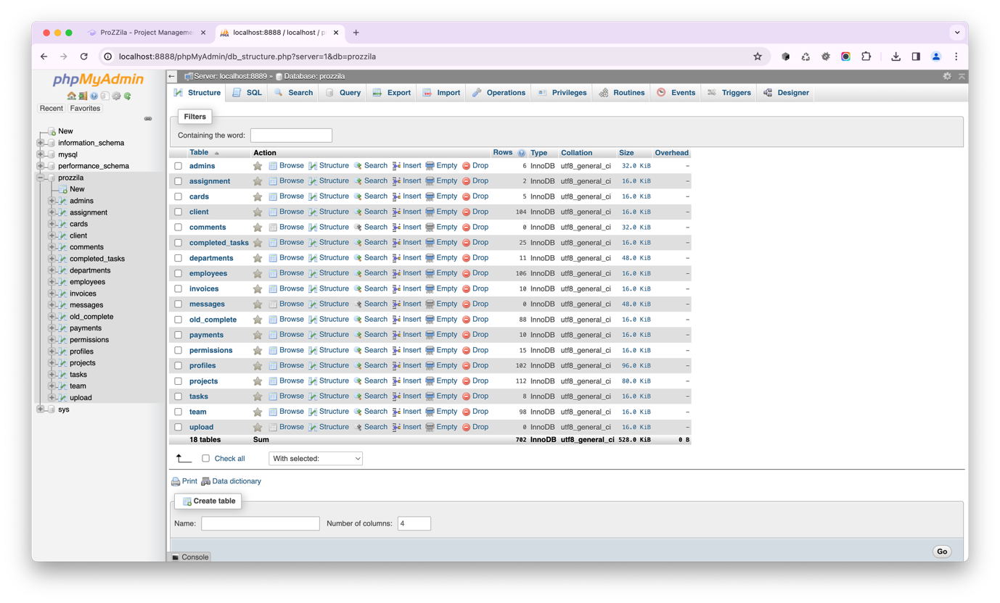 ProZZila - Project Manageme
localhost:8888 / localhost / p
localhost:8888/phpMyAdmin/db_structure.php?server=1&db=prozzila
phpMyAdmin
Recent Favorites
New
information_schema
mysql
performance_schema
prozzila
New
admins
assignment
cards
client
comments
completed_tasks
departments
employees
invoices
messages
old_complete
payments
permissions
profiles
projects
tasks
team
upload
sys
Server: localhost:8889 » Database: prozzila
Structure SQL Search Query Export Import Operations Privileges Routines Events Triggers Designer
Filters
Containing the word:
Table Action Rows Type Collation Size Overhead
admins Browse Structure Search Insert Empty Drop 6 InnoDB utf8_general_ci 32.0 KiB –
assignment Browse Structure Search Insert Empty Drop 2 InnoDB utf8_general_ci 16.0 KiB –
cards Browse Structure Search Insert Empty Drop 5 InnoDB utf8_general_ci 16.0 KiB –
client Browse Structure Search Insert Empty Drop 104 InnoDB utf8_general_ci 16.0 KiB –
comments Browse Structure Search Insert Empty Drop 0 InnoDB utf8_general_ci 32.0 KiB –
completed_tasks Browse Structure Search Insert Empty Drop 25 InnoDB utf8_general_ci 16.0 KiB –
departments Browse Structure Search Insert Empty Drop 11 InnoDB utf8_general_ci 48.0 KiB –
employees Browse Structure Search Insert Empty Drop 106 InnoDB utf8_general_ci 16.0 KiB –
invoices Browse Structure Search Insert Empty Drop 10 InnoDB utf8_general_ci 16.0 KiB –
messages Browse Structure Search Insert Empty Drop 0 InnoDB utf8_general_ci 48.0 KiB –
old_complete Browse Structure Search Insert Empty Drop 88 InnoDB utf8_general_ci 16.0 KiB –
payments Browse Structure Search Insert Empty Drop 10 InnoDB utf8_general_ci 16.0 KiB –
permissions Browse Structure Search Insert Empty Drop 15 InnoDB utf8_general_ci 16.0 KiB –
profiles Browse Structure Search Insert Empty Drop 102 InnoDB utf8_general_ci 96.0 KiB –
projects Browse Structure Search Insert Empty Drop 112 InnoDB utf8_general_ci 80.0 KiB –
tasks Browse Structure Search Insert Empty Drop 8 InnoDB utf8_general_ci 16.0 KiB –
team Browse Structure Search Insert Empty Drop 98 InnoDB utf8_general_ci 16.0 KiB –
upload Browse Structure Search Insert Empty Drop 0 InnoDB utf8_general_ci 16.0 KiB –
18 tables Sum 702 InnoDB utf8_general_ci 528.0 KiB 0 B
Check all With selected:
Print Data dictionary
Create table
Name: Number of columns: 4
Go
Console